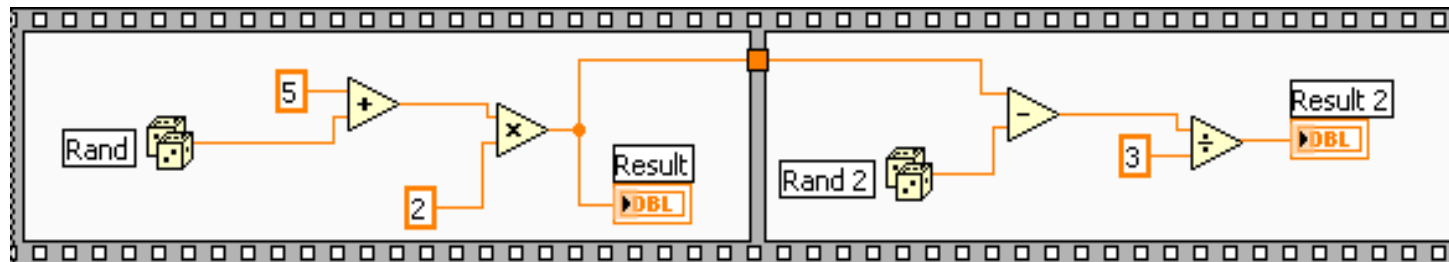 5
+
Rand
×
2
Result
DBL
Rand 2
−
3
÷
Result 2
DBL